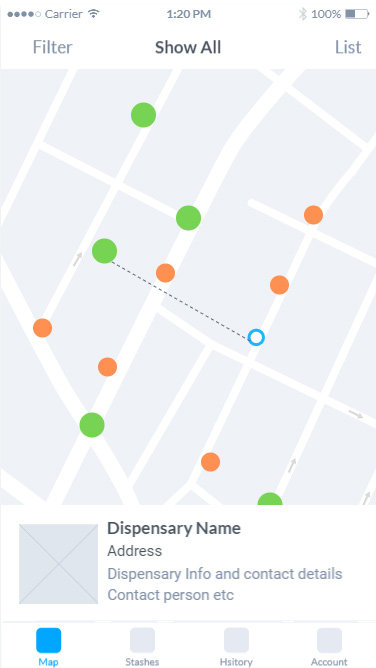 Carrier 1:20 PM 100%
Filter Show All List
Dispensary Name
Address
Dispensary Info and contact details
Contact person etc
Map Stashes Hsitory Account